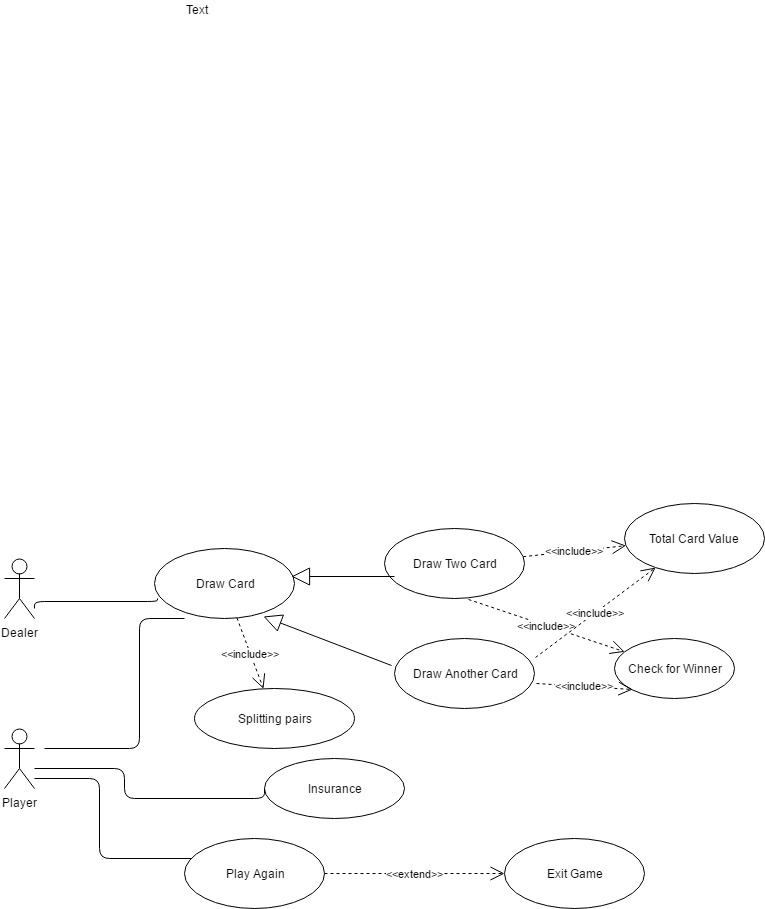 Text
Total Card Value
<<include>>
Draw Two Card
Draw Card
<<include>>
<<include>>
Dealer
<<include>>
Check for Winner
Draw Another Card
<<include>>
Splitting pairs
Insurance
Player
Play Again
<<extend>>
Exit Game